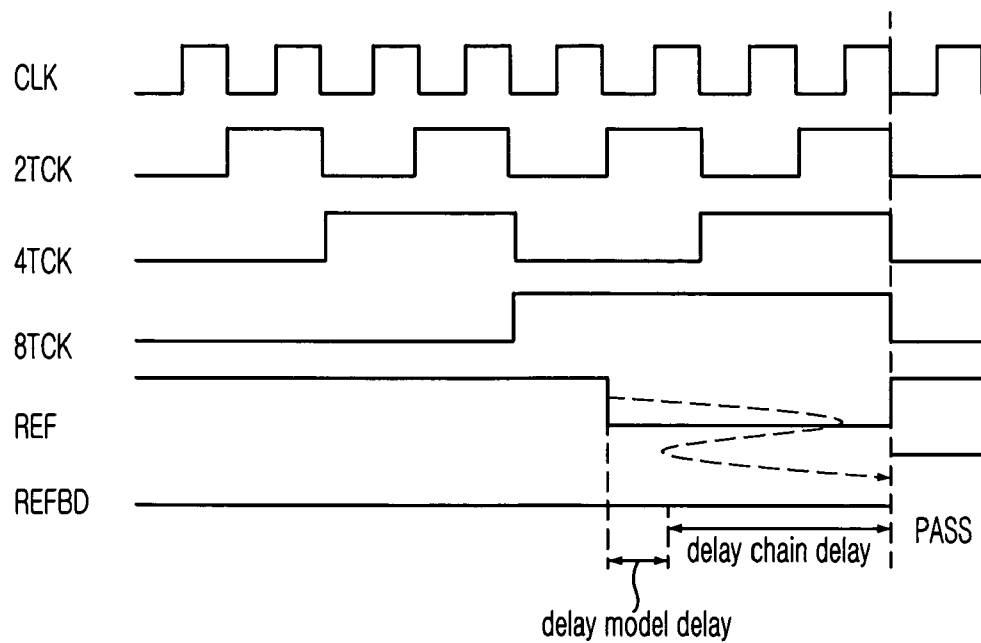 CLK
2TCK
4TCK
8TCK
REF
REFBD
PASS
delay chain delay
delay model delay